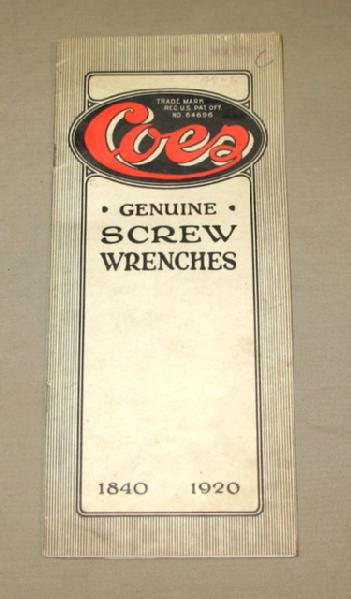 TRADE MARK
REG U.S. PAT OFF.
NO. 64696
Coes
• GENUINE •
SCREW
WRENCHES
1840 1920